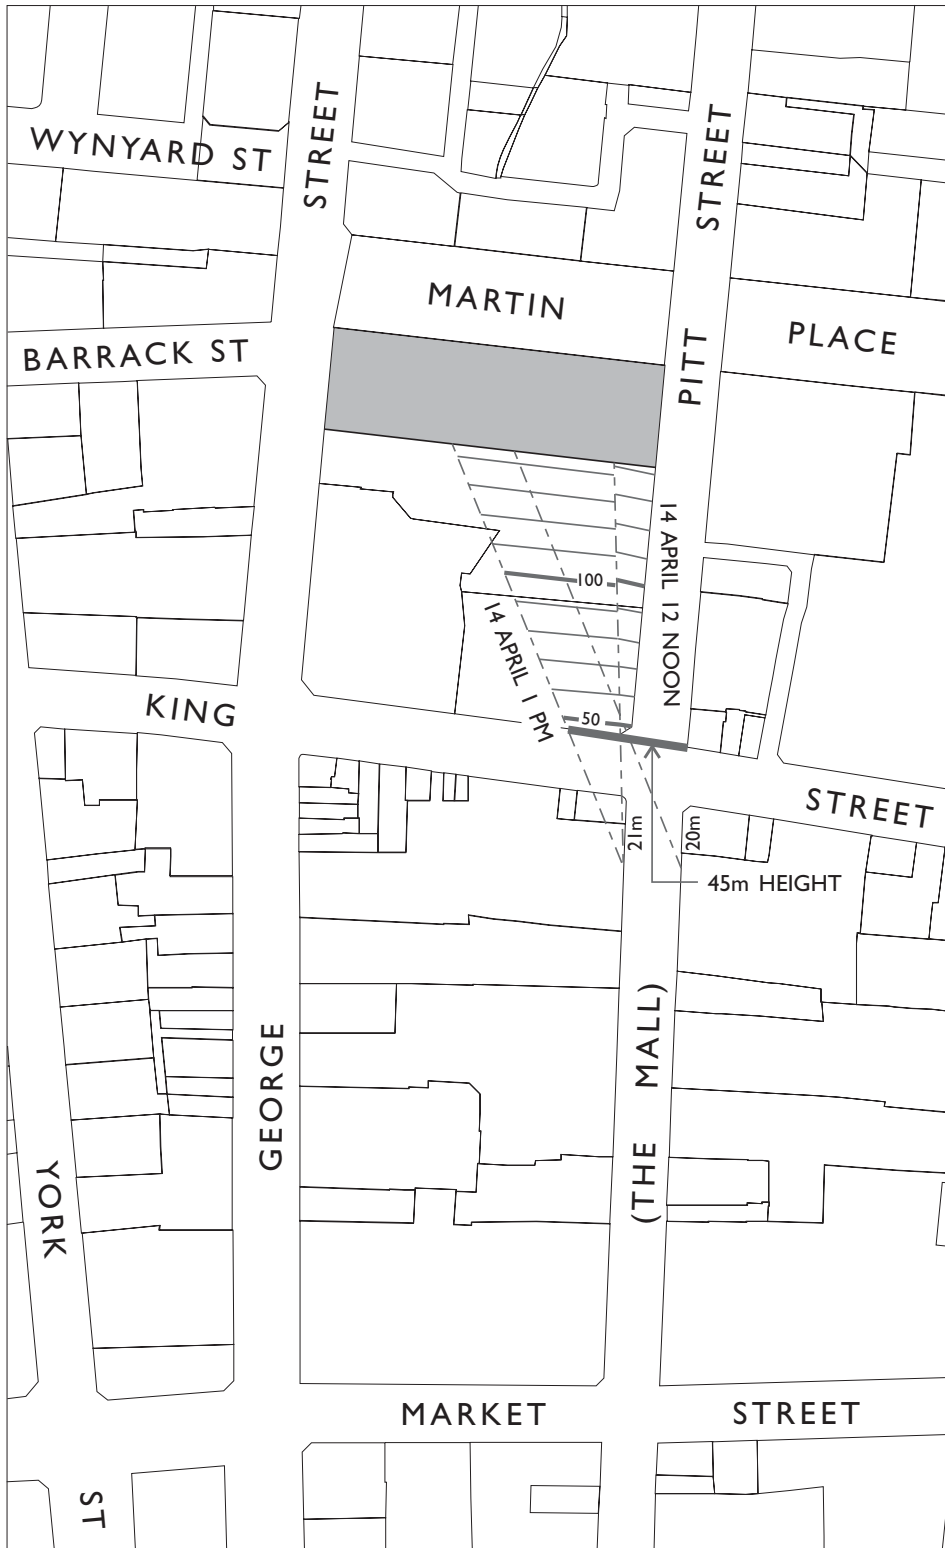 WYNYARD ST
STREET
STREET
MARTIN
PLACE
BARRACK ST
PITT
14 APRIL 12 NOON
100
14 APRIL 1 PM
50
KING
STREET
21m
20m
45m HEIGHT
(THE MALL)
GEORGE
YORK
MARKET
STREET
ST